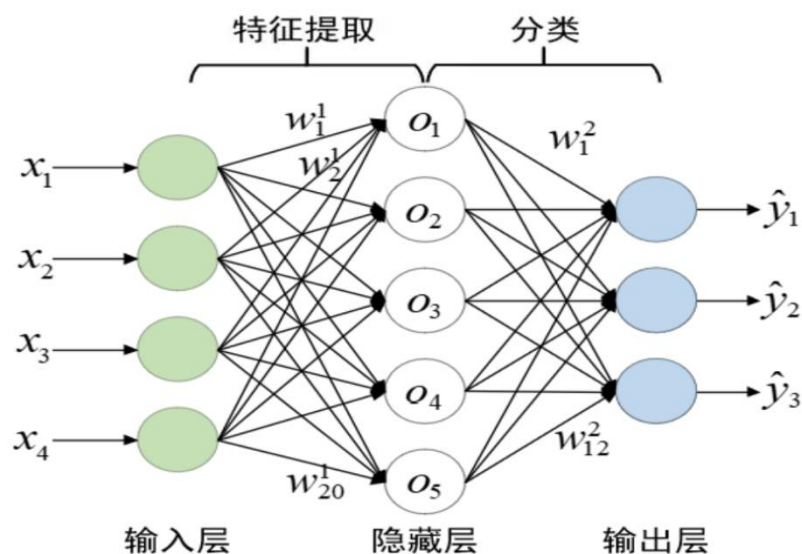 特征提取 分类
w_1^1 w_1^2
w_2^1
x_1 o_1
x_2 o_2 ŷ_1
x_3 o_3 ŷ_2
x_4 o_4 ŷ_3
w_20^1 o_5 w_12^2
输入层 隐藏层 输出层